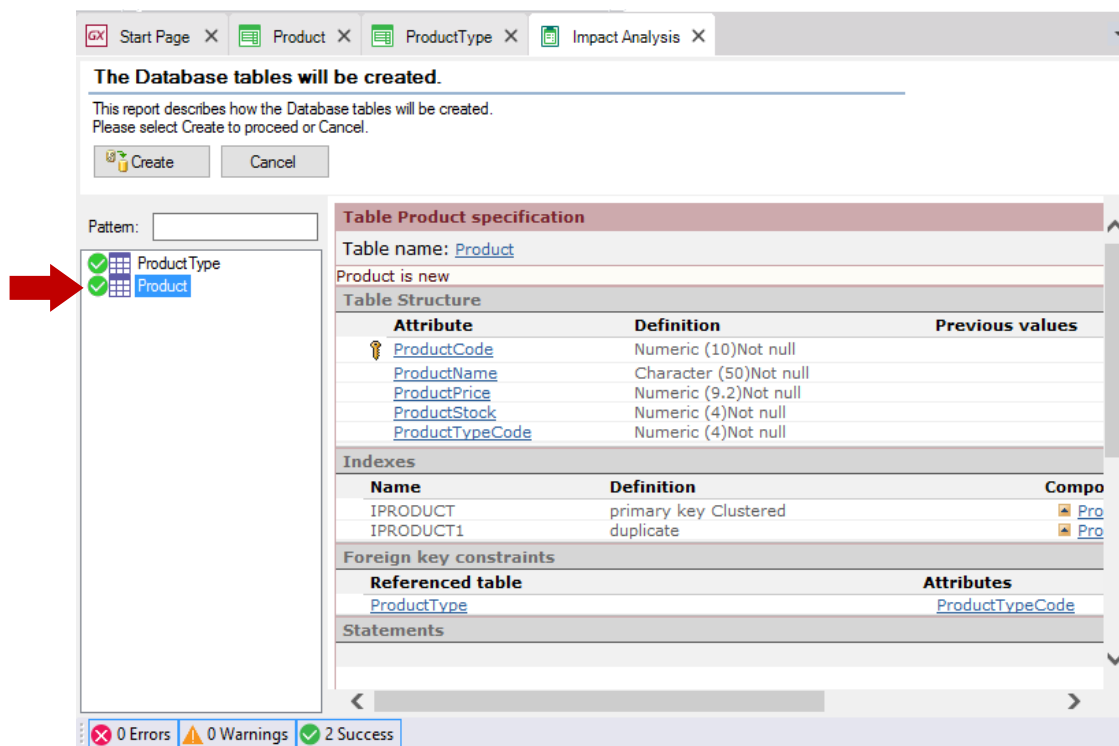 GX Start Page Product ProductType Impact Analysis
The Database tables will be created.
This report describes how the Database tables will be created.
Please select Create to proceed or Cancel.
Create Cancel
Pattern:
ProductType
Product
Table Product specification
Table name: Product
Product is new
Table Structure
Attribute Definition Previous values
ProductCode Numeric (10)Not null
ProductName Character (50)Not null
ProductPrice Numeric (9.2)Not null
ProductStock Numeric (4)Not null
ProductTypeCode Numeric (4)Not null
Indexes
Name Definition Compo
IPRODUCT primary key Clustered Pro
IPRODUCT1 duplicate Pro
Foreign key constraints
Referenced table Attributes
ProductType ProductTypeCode
Statements
0 Errors 0 Warnings 2 Success